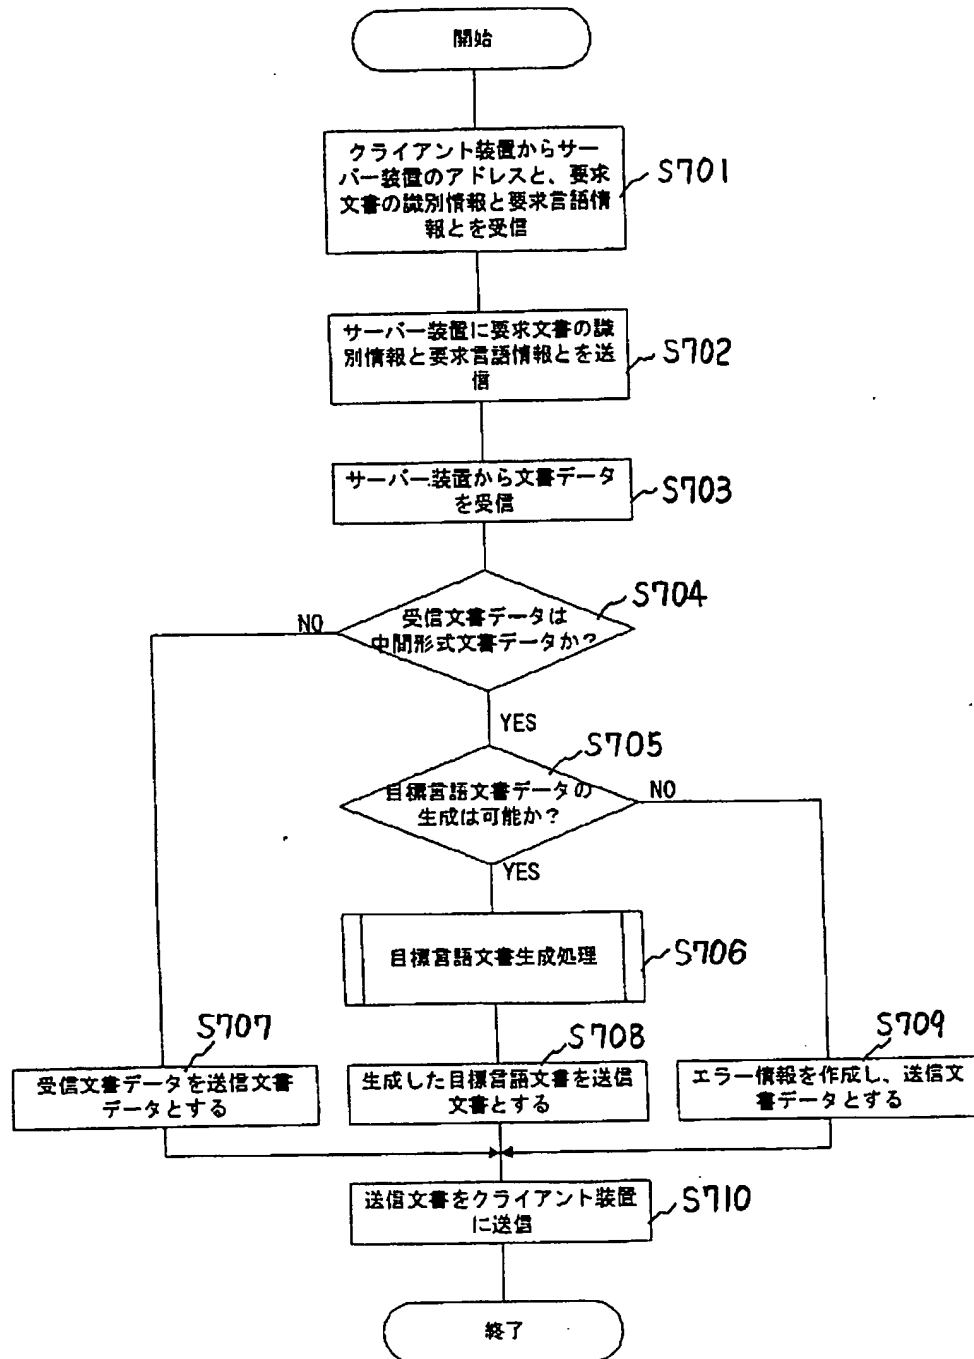 開始
クライアント装置からサー
バー装置のアドレスと、要求
文書の識別情報と要求言語情
報とを受信
S701
サーバー装置に要求文書の識
別情報と要求言語情報とを送
信
S702
サーバー装置から文書データ
を受信
S703
受信文書データは
中間形式文書データか？
S704
NO
YES
目標言語文書データの
生成は可能か？
S705
NO
YES
目標言語文書生成処理
S706
S707
受信文書データを送信文書
データとする
S708
生成した目標言語文書を送信
文書とする
S709
エラー情報を作成し、送信文
書データとする
送信文書をクライアント装置
に送信
S710
終了